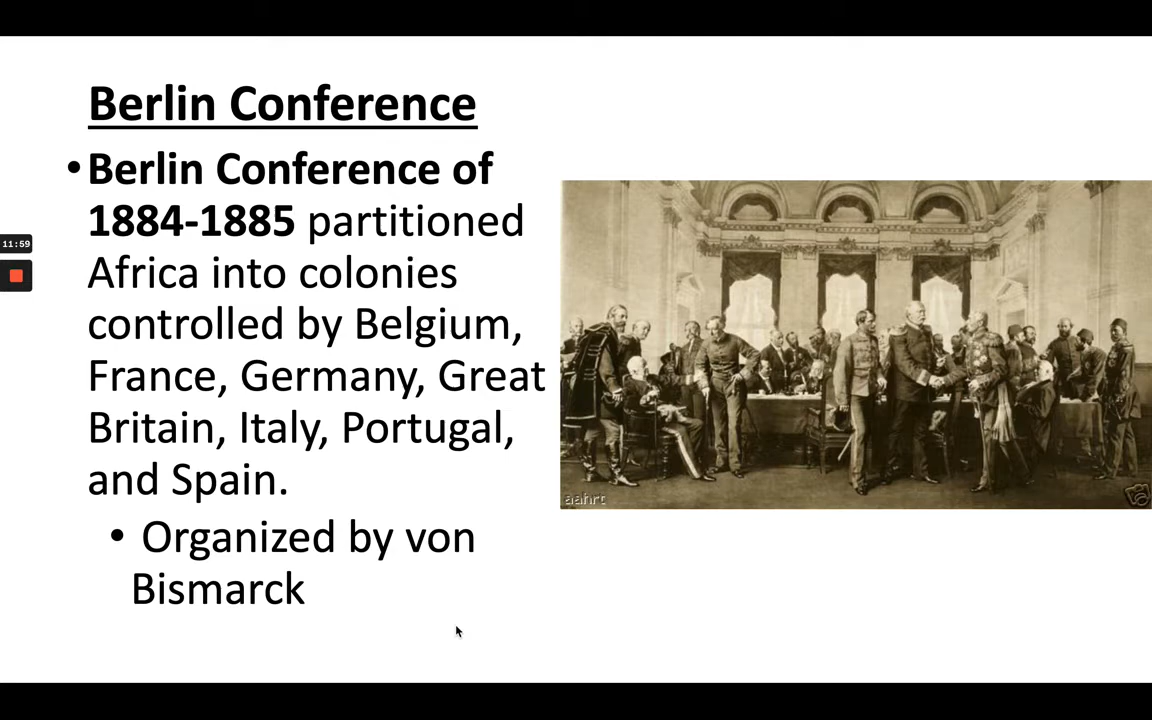 Berlin Conference
• Berlin Conference of
1884-1885 partitioned
Africa into colonies
controlled by Belgium,
France, Germany, Great
Britain, Italy, Portugal,
and Spain.
• Organized by von
Bismarck
11:59
aahrt